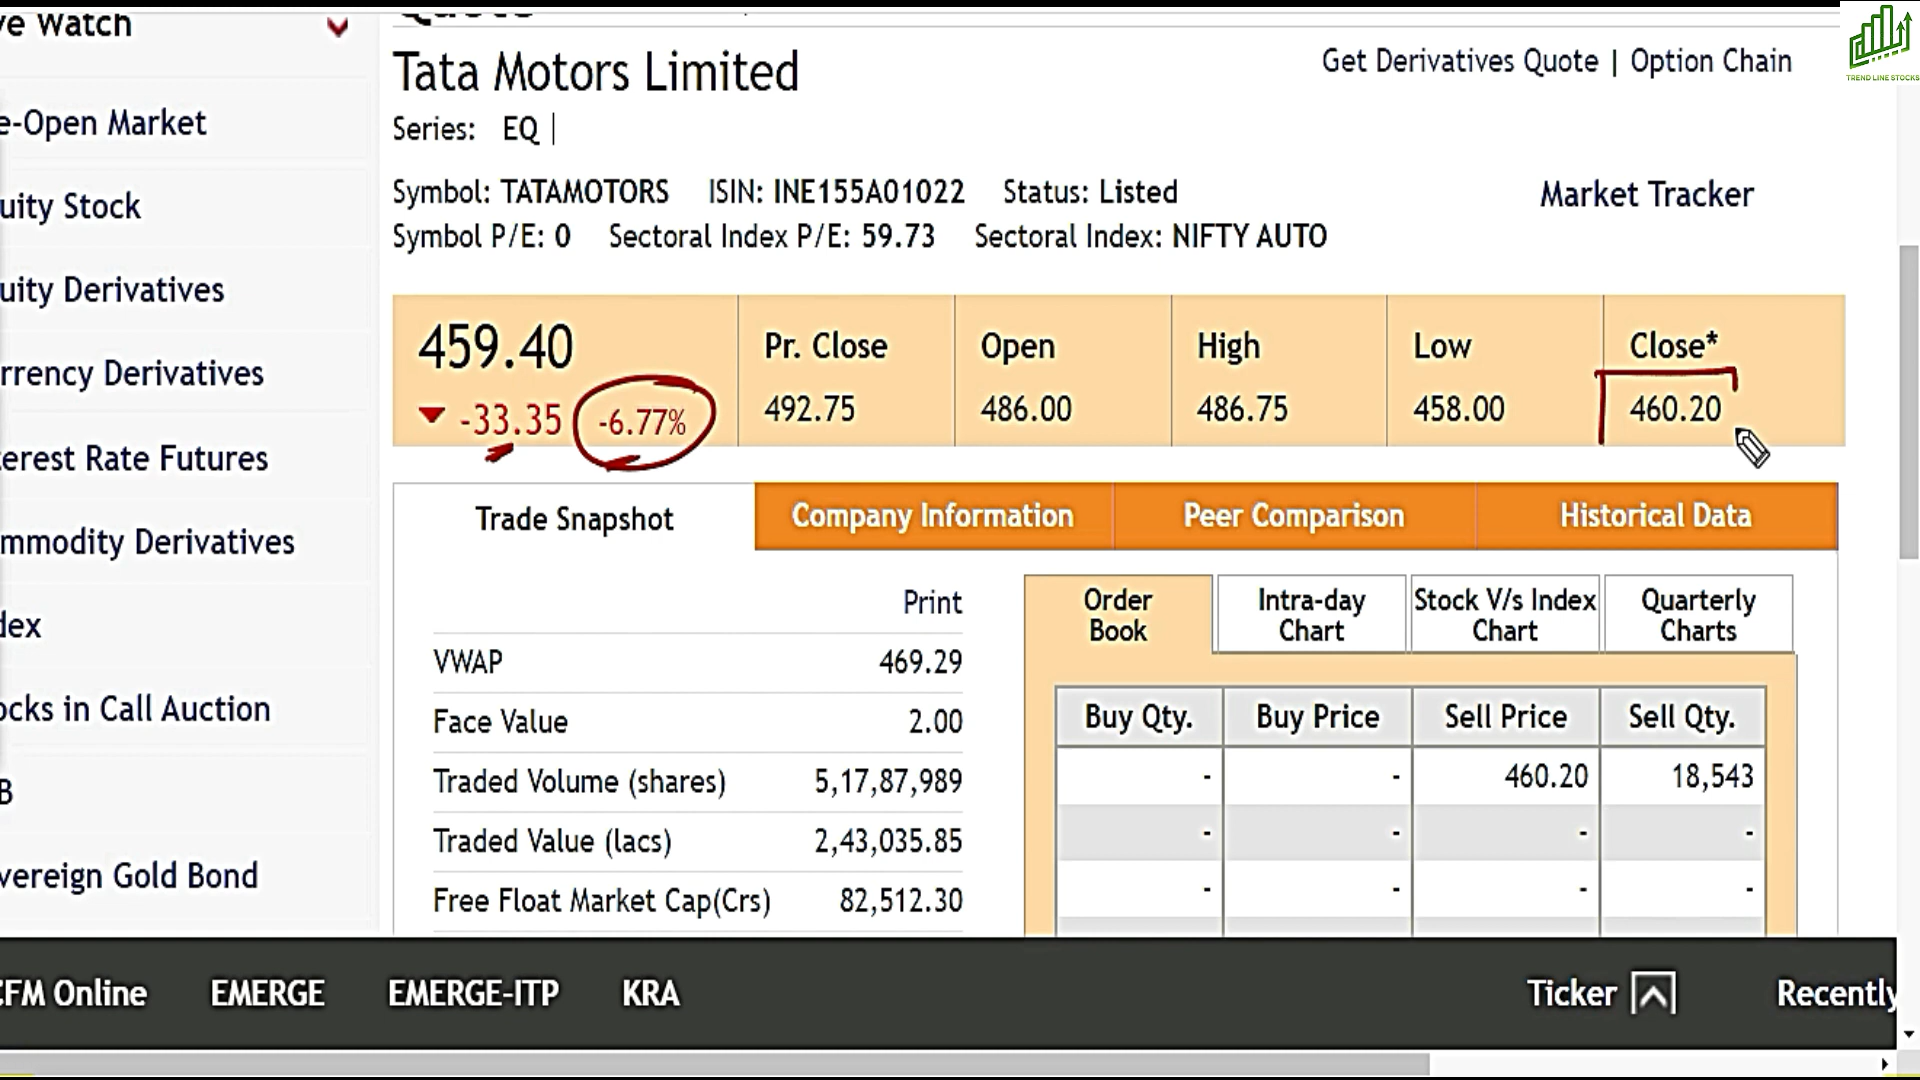 ve Watch
e-Open Market
uity Stock
uity Derivatives
rrency Derivatives
terest Rate Futures
mmodity Derivatives
dex
ocks in Call Auction
B
vereign Gold Bond
Tata Motors Limited
Get Derivatives Quote | Option Chain
Series: EQ |
Symbol: TATAMOTORS ISIN: INE155A01022 Status: Listed
Market Tracker
Symbol P/E: 0 Sectoral Index P/E: 59.73 Sectoral Index: NIFTY AUTO
459.40 Pr. Close Open High Low Close*
-33.35 -6.77% 492.75 486.00 486.75 458.00 460.20
Trade Snapshot Company Information Peer Comparison Historical Data
Print
VWAP 469.29
Face Value 2.00
Traded Volume (shares) 5,17,87,989
Traded Value (lacs) 2,43,035.85
Free Float Market Cap(Crs) 82,512.30
Order Book Intra-day Chart Stock V/s Index Chart Quarterly Charts
Buy Qty. Buy Price Sell Price Sell Qty.
- - 460.20 18,543
- - - -
- - - -
CFM Online EMERGE EMERGE-ITP KRA Ticker Recently
TREND LINE STOCKS